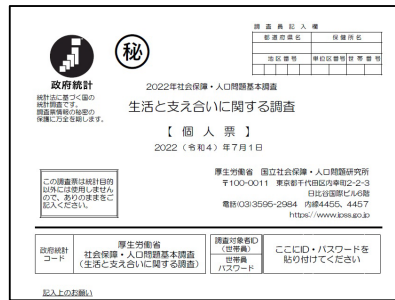 調査員記入欄
都道府県名 保健所名
地区番号 単位区番号 世帯番号
秘
政府統計
統計法に基づく国の
統計調査です。
調査票情報の秘密の
保護に万全を期します。
2022年社会保障・人口問題基本調査
生活と支え合いに関する調査
【個人票】
2022(令和4)年7月1日
この調査票は統計目的
以外には使用しません
ので、ありのままをご
記入ください。
厚生労働省 国立社会保障・人口問題研究所
〒100-0011 東京都千代田区内幸町2-2-3
日比谷国際ビル6階
電話(03)3595-2984 内線4455、4457
https://www.ipss.go.jp
政府統計
コード
厚生労働省
社会保障・人口問題基本調査
(生活と支え合いに関する調査)
調査対象者ID
(世帯員)
世帯員
パスワード
ここにID・パスワードを
貼り付けてください
記入上のお願い